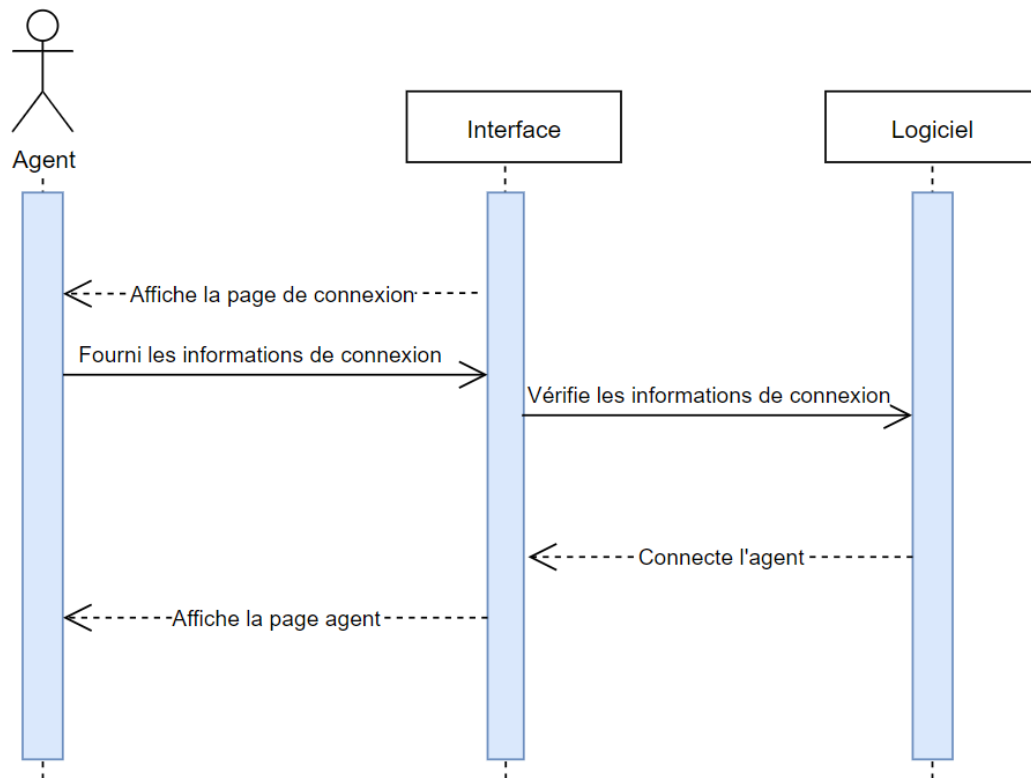 Agent
Interface
Logiciel
Affiche la page de connexion
Fourni les informations de connexion
Vérifie les informations de connexion
Connecte l'agent
Affiche la page agent